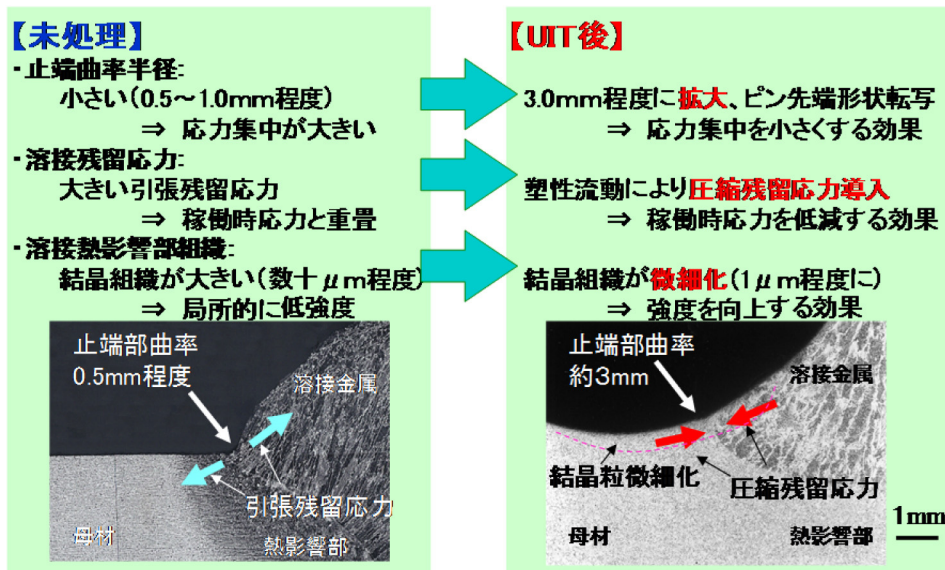 【未処理】
・止端曲率半径:
小さい(0.5~1.0mm程度)
⇒ 応力集中が大きい
・溶接残留応力:
大きい引張残留応力
⇒ 稼働時応力と重畳
・溶接熱影響部組織:
結晶組織が大きい(数十μm程度)
⇒ 局所的に低強度
止端部曲率
0.5mm程度
溶接金属
引張残留応力
母材
熱影響部
【UIT後】
3.0mm程度に拡大、ピン先端形状転写
⇒ 応力集中を小さくする効果
塑性流動により圧縮残留応力導入
⇒ 稼働時応力を低減する効果
結晶組織が微細化(1μm程度に)
⇒ 強度を向上する効果
止端部曲率
約3mm
溶接金属
結晶粒微細化
圧縮残留応力
母材
熱影響部
1mm